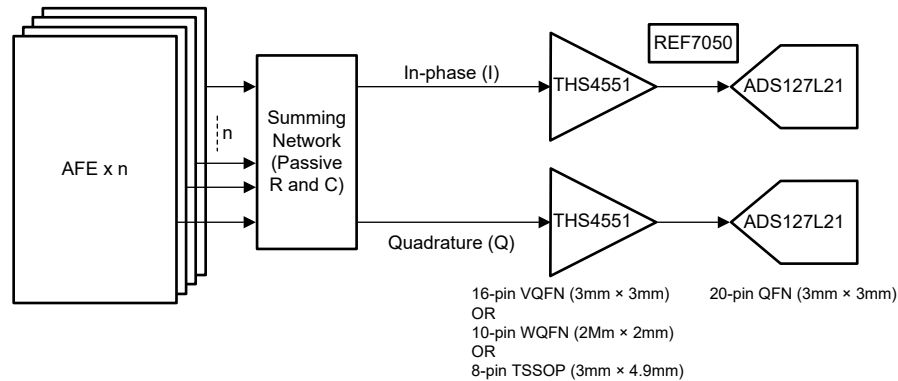 AFE x n
n
Summing
Network
(Passive
R and C)
In-phase (I)
Quadrature (Q)
THS4551
REF7050
ADS127L21
THS4551
ADS127L21
16-pin VQFN (3mm × 3mm)
OR
10-pin WQFN (2Mm × 2mm)
OR
8-pin TSSOP (3mm × 4.9mm)
20-pin QFN (3mm × 3mm)